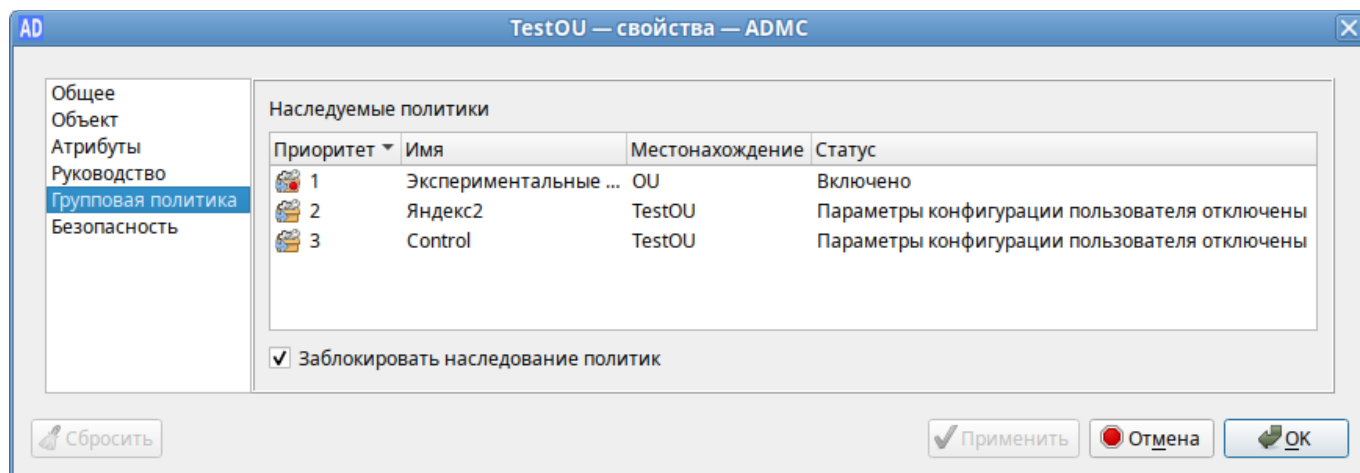 AD TestOU — свойства — ADMC
Общее
Объект
Атрибуты
Руководство
Групповая политика
Безопасность
Наследуемые политики
Приоритет Имя Местонахождение Статус
1 Экспериментальные ... OU Включено
2 Яндекс2 TestOU Параметры конфигурации пользователя отключены
3 Control TestOU Параметры конфигурации пользователя отключены
Заблокировать наследование политик
Сбросить Применить Отмена OK